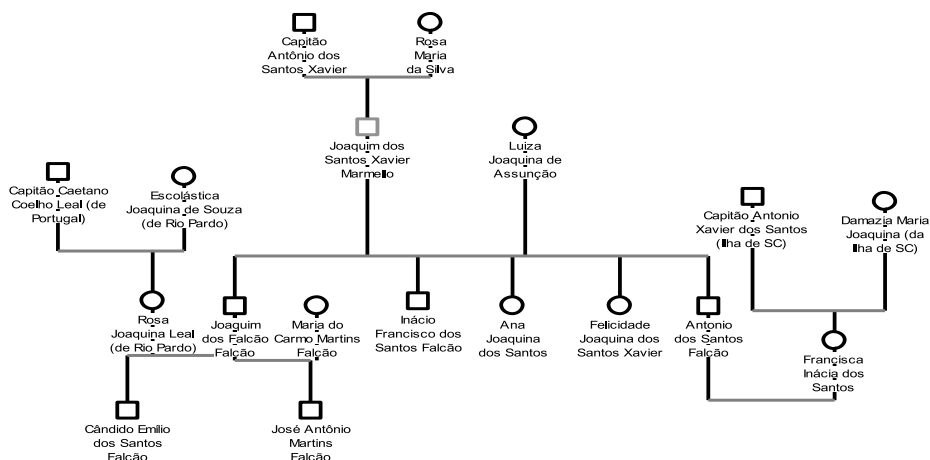 Capitão
Antônio dos
Santos Xavier
Rosa
Maria
da Silva
Joaquim dos
Santos Xavier
Marmello
Luiza
Joaquina de
Assunção
Capitão Caetano
Coelho Leal (de
Portugal)
Escolástica
Joaquina de Souza
(de Rio Pardo)
Capitão Antonio
Xavier dos Santos
(Ilha de SC)
Damazia Maria
Joaquina (da
Ilha de SC)
Rosa
Joaquina Leal
(de Rio Pardo)
Joaquim
dos Falcão
Falcão
Maria do
Carmo Martins
Falcão
Inácio
Francisco dos
Santos Falcão
Ana
Joaquina
dos Santos
Felicidade
Joaquina dos
Santos Xavier
Antonio
dos Santos
Falcão
Francisca
Inácia dos
Santos
Cândido Emílio
dos Santos
Falcão
José Antônio
Martins
Falcão